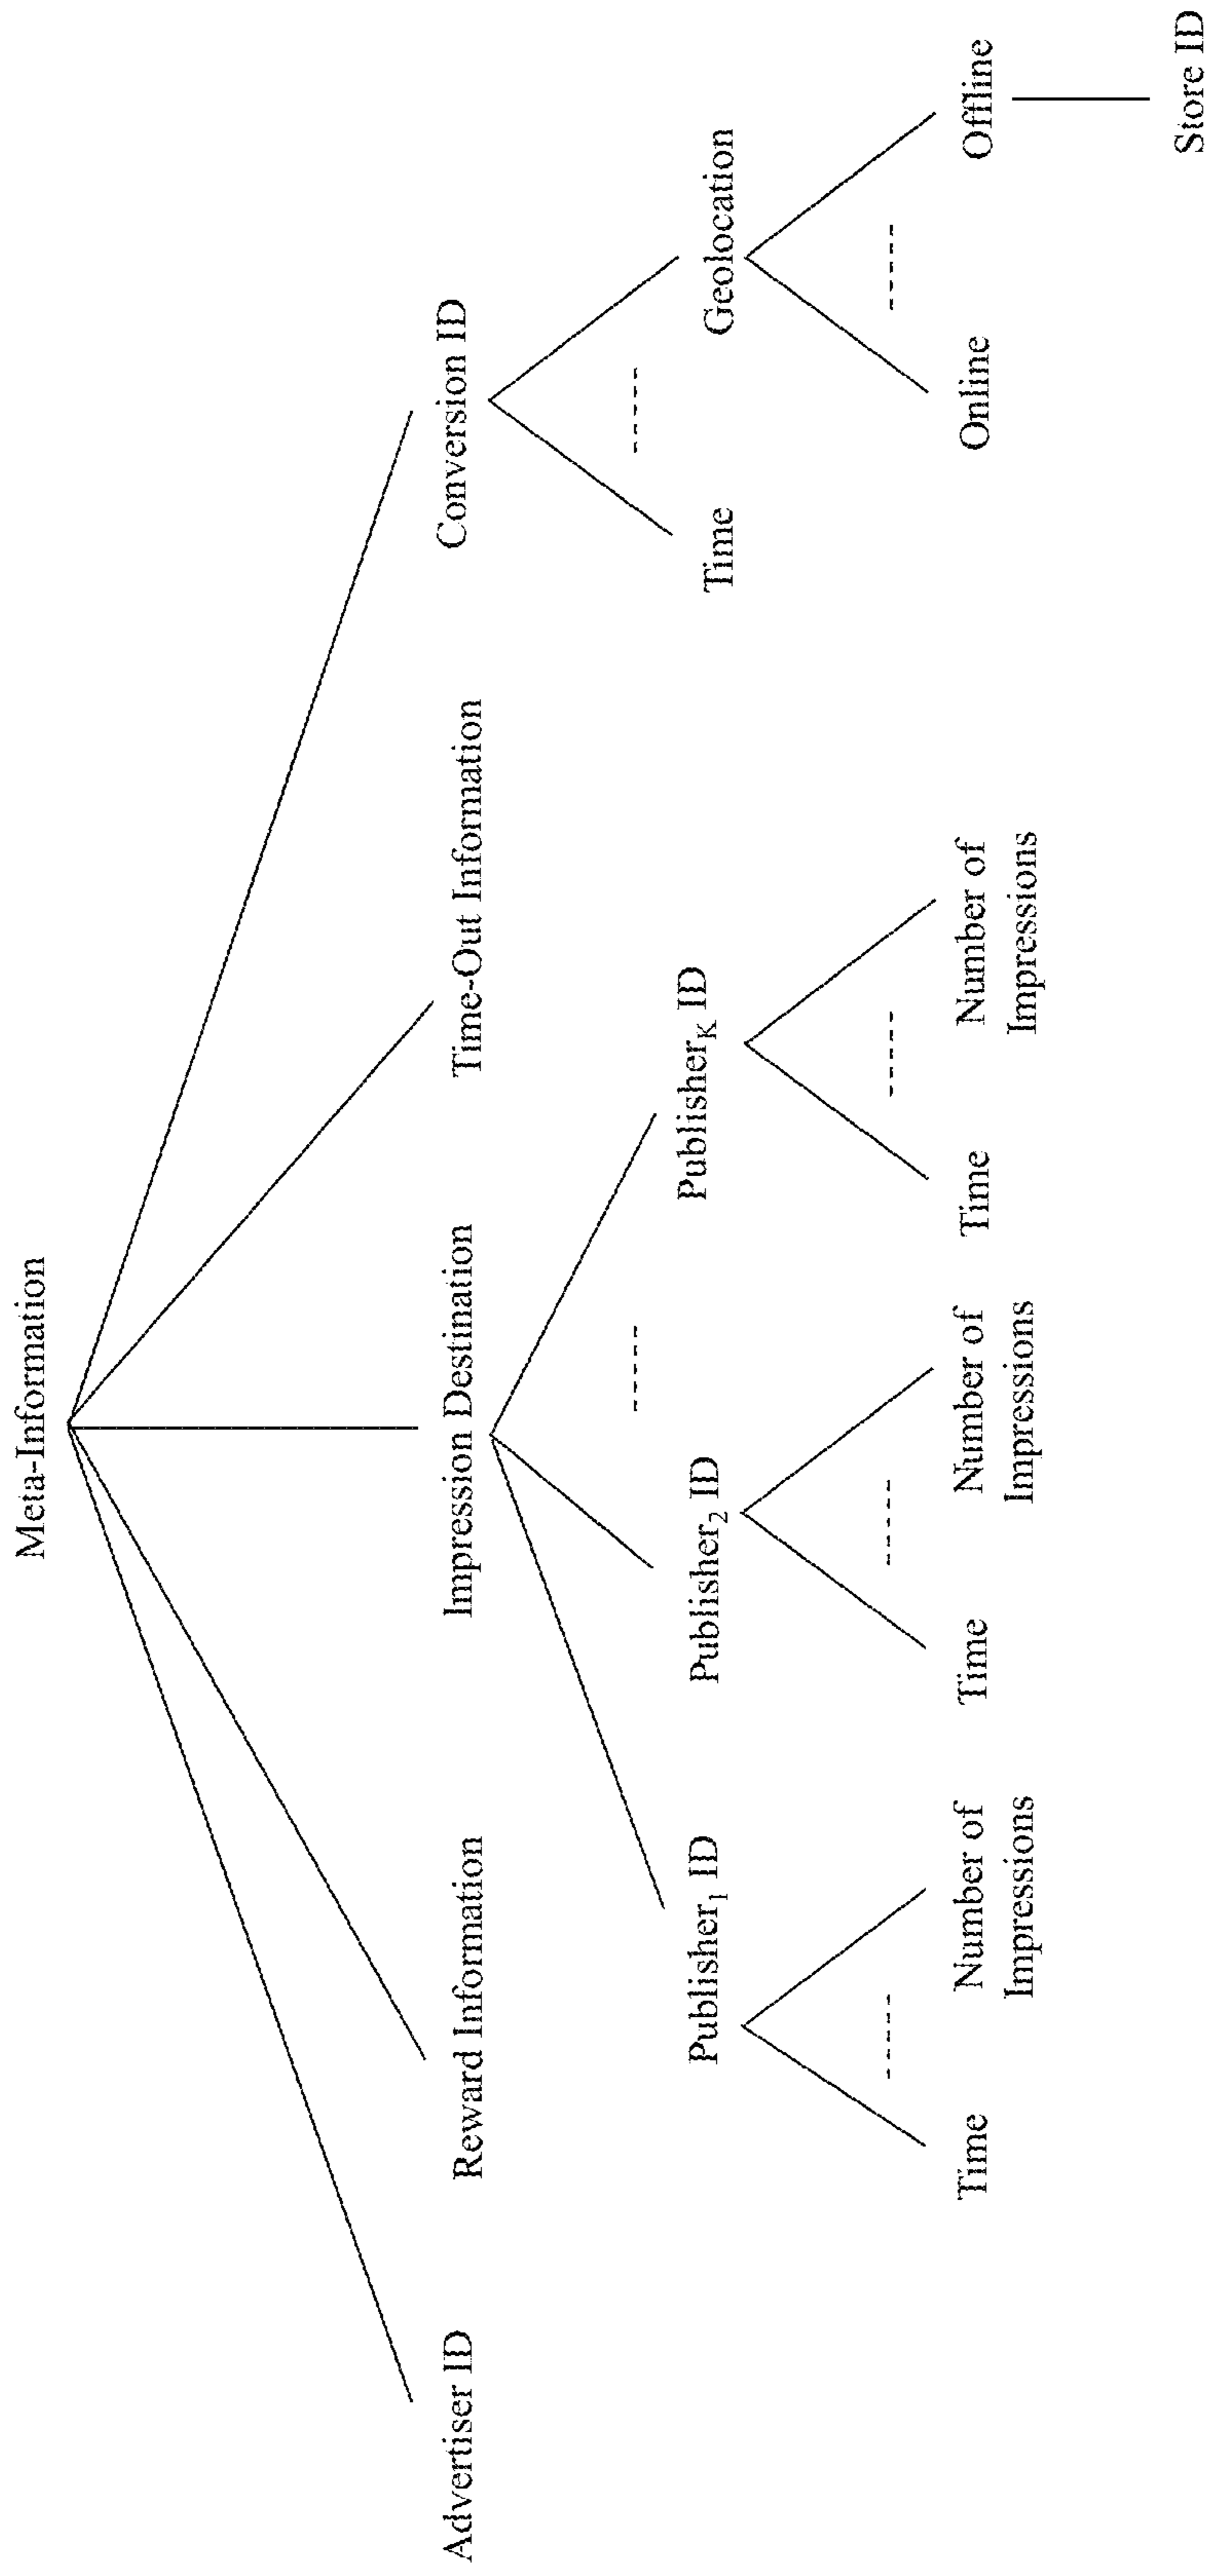 Meta-Information
Advertiser ID
Reward Information
Impression Destination
Time-Out Information
Conversion ID
Publisher₁ ID
Publisher₂ ID
Publisher_K ID
Time
Geolocation
Time
Number of
Impressions
Time
Number of
Impressions
Time
Number of
Impressions
Online
Offline
Store ID